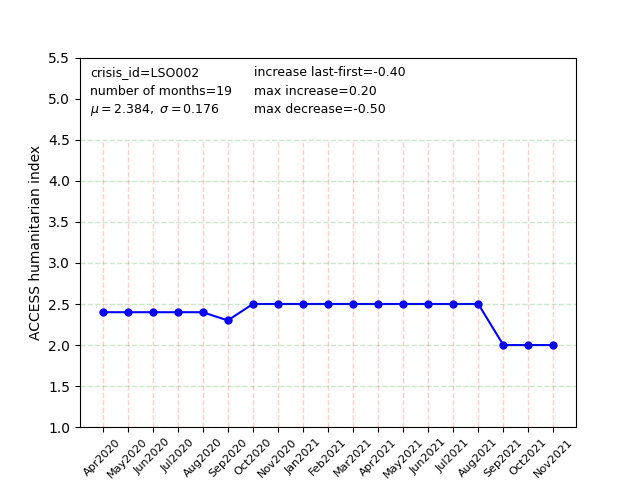 crisis_id=LSO002
number of months=19
μ=2.384, σ=0.176
increase last-first=-0.40
max increase=0.20
max decrease=-0.50
ACCESS humanitarian index
5.5
5.0
4.5
4.0
3.5
3.0
2.5
2.0
1.5
1.0
Apr2020
May2020
Jun2020
Jul2020
Aug2020
Sep2020
Oct2020
Nov2020
Jan2021
Feb2021
Mar2021
Apr2021
May2021
Jun2021
Jul2021
Aug2021
Sep2021
Oct2021
Nov2021